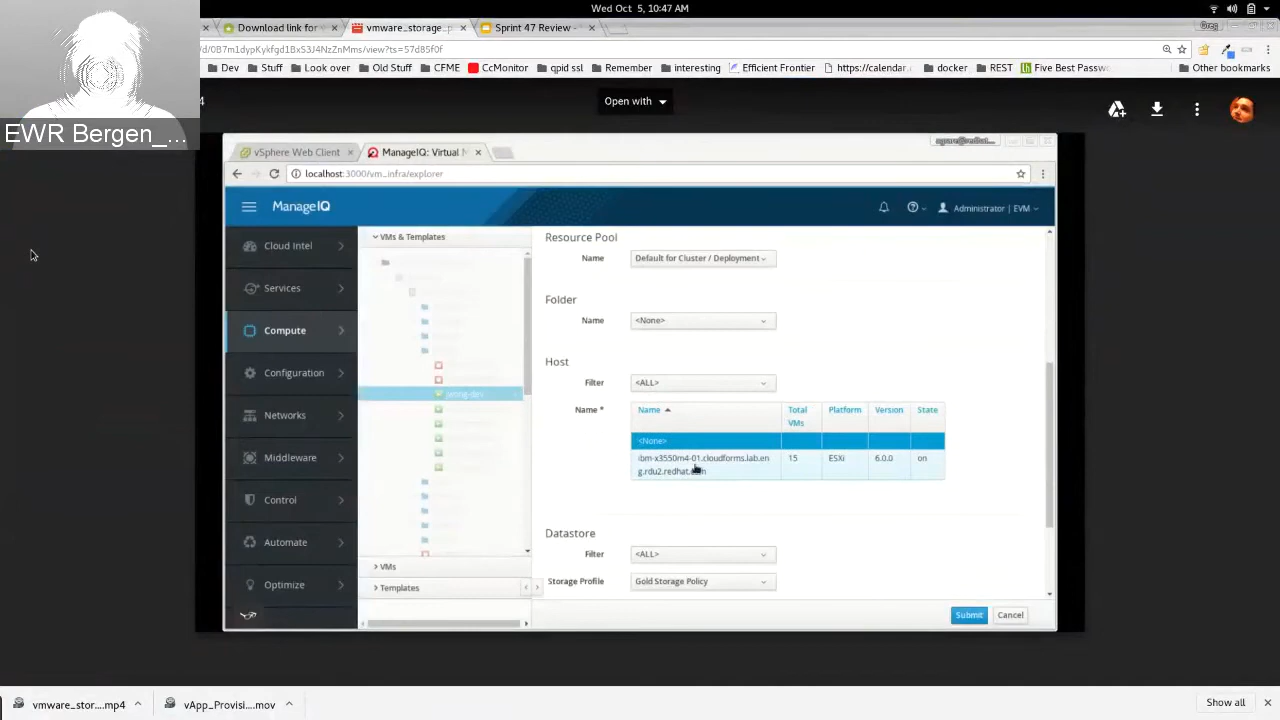 Wed Oct 5, 10:47 AM
Download link for
vmware_storage_p
Sprint 47 Review -
Greg
/d/0B7m1dypKykfgd1BxS3J4NzZnMms/view?ts=57d85f0f
Dev
Stuff
Look over
Old Stuff
CFME
CcMonitor
qpid ssl
Remember
interesting
Efficient Frontier
https://calendar.
docker
REST
Five Best Passwor
Other bookmarks
4
Open with
EWR Bergen_...
vSphere Web Client
ManageIQ: Virtual M
localhost:3000/vm_infra/explorer
ManageIQ
Administrator | EVM
Cloud Intel
Services
Compute
Configuration
Networks
Middleware
Control
Automate
Optimize
VMs & Templates
VMs
Templates
Resource Pool
Name
Default for Cluster / Deployment
Folder
Name
<None>
Host
Filter
<ALL>
Name *
Name
Total VMs
Platform
Version
State
<None>
ibm-x3550m4-01.cloudforms.lab.en
g.rdu2.redhat.com
15
ESXi
6.0.0
on
Datastore
Filter
<ALL>
Storage Profile
Gold Storage Policy
Submit
Cancel
vmware_stor....mp4
vApp_Provisi....mov
Show all